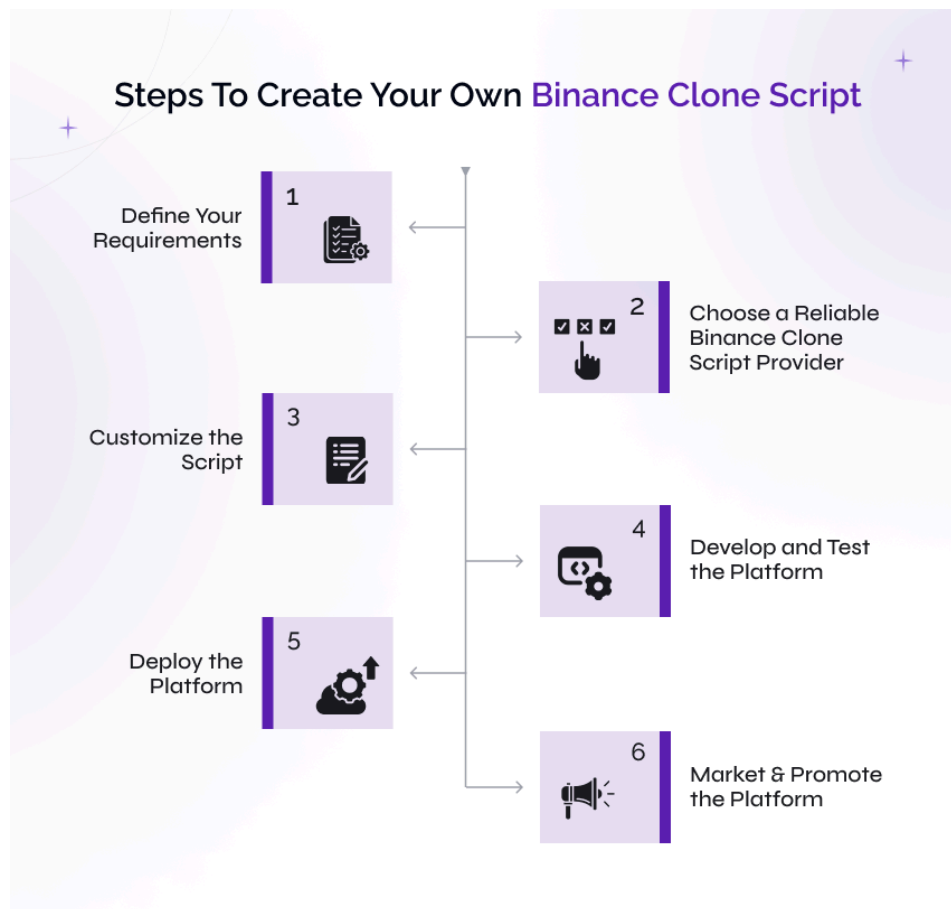 Steps To Create Your Own Binance Clone Script
1
Define Your
Requirements
2
Choose a Reliable
Binance Clone
Script Provider
3
Customize the
Script
4
Develop and Test
the Platform
5
Deploy the
Platform
6
Market & Promote
the Platform